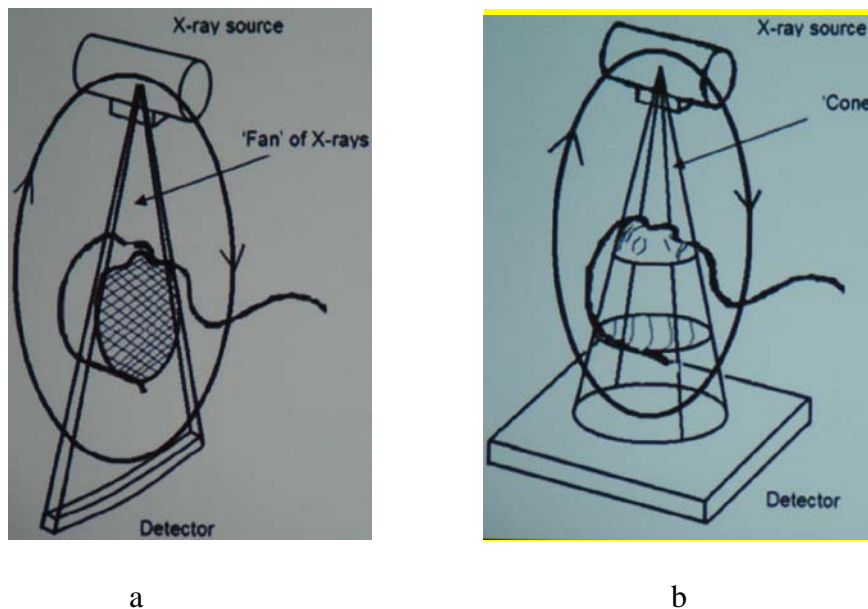 X-ray source
'Fan' of X-rays
Detector
a
X-ray source
'Cone
Detector
b